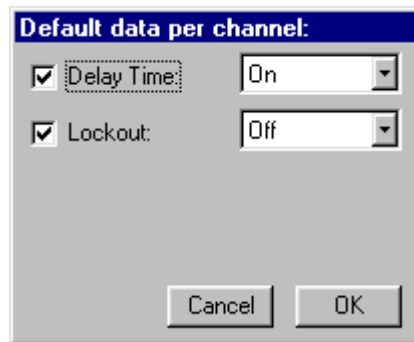 Default data per channel:
Delay Time: On
Lockout: Off
Cancel OK